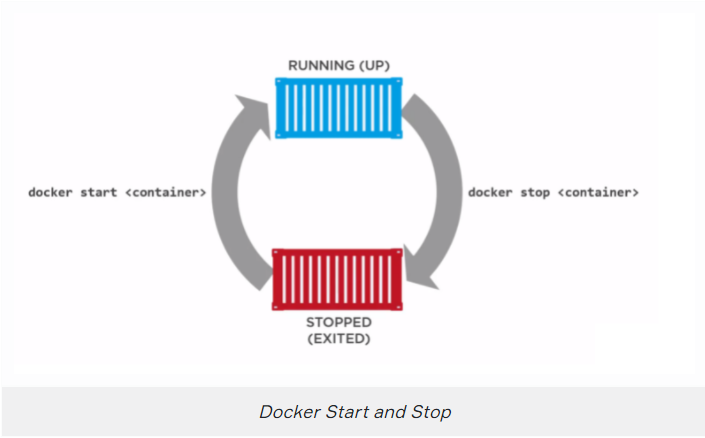 RUNNING (UP)
docker start <container>
docker stop <container>
STOPPED
(EXITED)
Docker Start and Stop